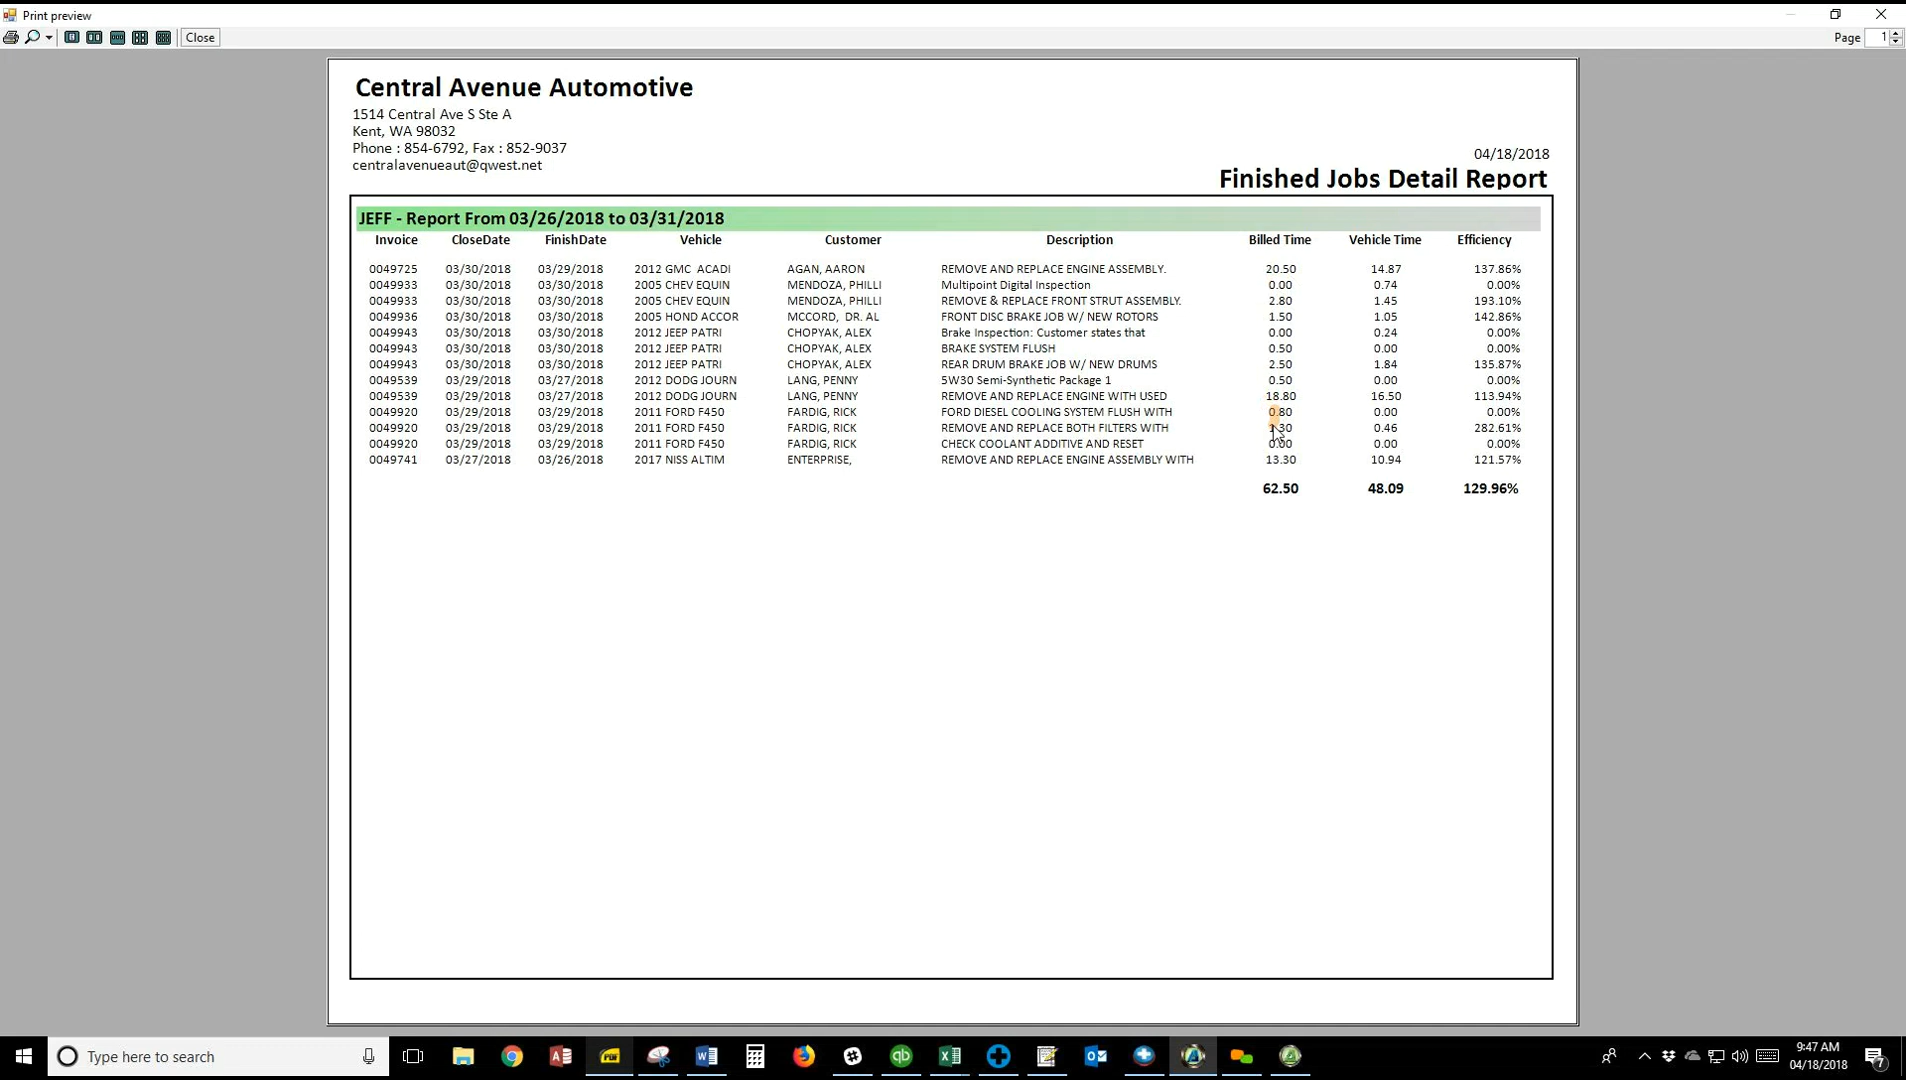 Print preview
Close
Page 1
Central Avenue Automotive
1514 Central Ave S Ste A
Kent, WA 98032
Phone : 854-6792, Fax : 852-9037
centralavenueaut@qwest.net
04/18/2018
Finished Jobs Detail Report
JEFF - Report From 03/26/2018 to 03/31/2018
Invoice CloseDate FinishDate Vehicle Customer Description Billed Time Vehicle Time Efficiency
0049725 03/30/2018 03/29/2018 2012 GMC ACADI AGAN, AARON REMOVE AND REPLACE ENGINE ASSEMBLY. 20.50 14.87 137.86%
0049933 03/30/2018 03/30/2018 2005 CHEV EQUIN MENDOZA, PHILLI Multipoint Digital Inspection 0.00 0.74 0.00%
0049933 03/30/2018 03/30/2018 2005 CHEV EQUIN MENDOZA, PHILLI REMOVE & REPLACE FRONT STRUT ASSEMBLY. 2.80 1.45 193.10%
0049936 03/30/2018 03/30/2018 2005 HOND ACCOR MCCORD, DR. AL FRONT DISC BRAKE JOB W/ NEW ROTORS 1.50 1.05 142.86%
0049943 03/30/2018 03/30/2018 2012 JEEP PATRI CHOPYAK, ALEX Brake Inspection: Customer states that 0.00 0.24 0.00%
0049943 03/30/2018 03/30/2018 2012 JEEP PATRI CHOPYAK, ALEX BRAKE SYSTEM FLUSH 0.50 0.00 0.00%
0049943 03/30/2018 03/30/2018 2012 JEEP PATRI CHOPYAK, ALEX REAR DRUM BRAKE JOB W/ NEW DRUMS 2.50 1.84 135.87%
0049539 03/29/2018 03/27/2018 2012 DODG JOURN LANG, PENNY 5W30 Semi-Synthetic Package 1 0.50 0.00 0.00%
0049539 03/29/2018 03/27/2018 2012 DODG JOURN LANG, PENNY REMOVE AND REPLACE ENGINE WITH USED 18.80 16.50 113.94%
0049920 03/29/2018 03/29/2018 2011 FORD F450 FARDIG, RICK FORD DIESEL COOLING SYSTEM FLUSH WITH 0.80 0.00 0.00%
0049920 03/29/2018 03/29/2018 2011 FORD F450 FARDIG, RICK REMOVE AND REPLACE BOTH FILTERS WITH 1.30 0.46 282.61%
0049920 03/29/2018 03/29/2018 2011 FORD F450 FARDIG, RICK CHECK COOLANT ADDITIVE AND RESET 0.00 0.00 0.00%
0049741 03/27/2018 03/26/2018 2017 NISS ALTIM ENTERPRISE, REMOVE AND REPLACE ENGINE ASSEMBLY WITH 13.30 10.94 121.57%
62.50 48.09 129.96%
Type here to search
PDF
qb
9:47 AM
04/18/2018
7